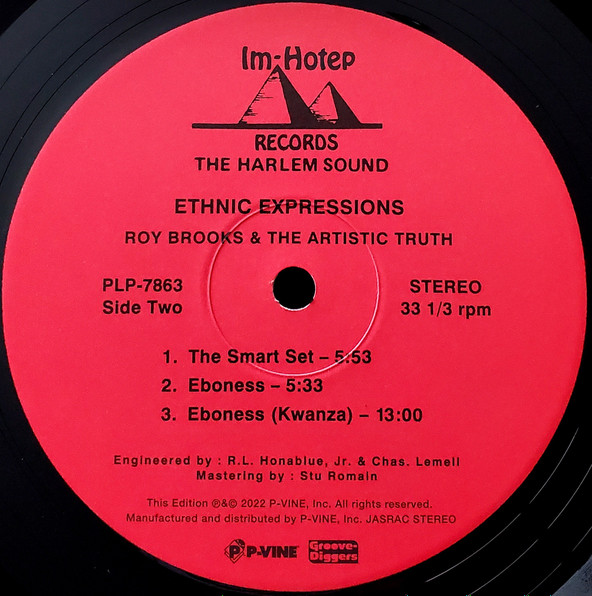 Im-Hotep
RECORDS
THE HARLEM SOUND
ETHNIC EXPRESSIONS
ROY BROOKS & THE ARTISTIC TRUTH
PLP-7863 STEREO
Side Two 33 1/3 rpm
1. The Smart Set – 5:53
2. Eboness – 5:33
3. Eboness (Kwanza) – 13:00
Engineered by : R.L. Honablue, Jr. & Chas. Lemell
Mastering by : Stu Romain
This Edition ℗&© 2022 P-VINE, Inc. All rights reserved.
Manufactured and distributed by P-VINE, Inc. JASRAC STEREO
P-VINE Groove-
Diggers